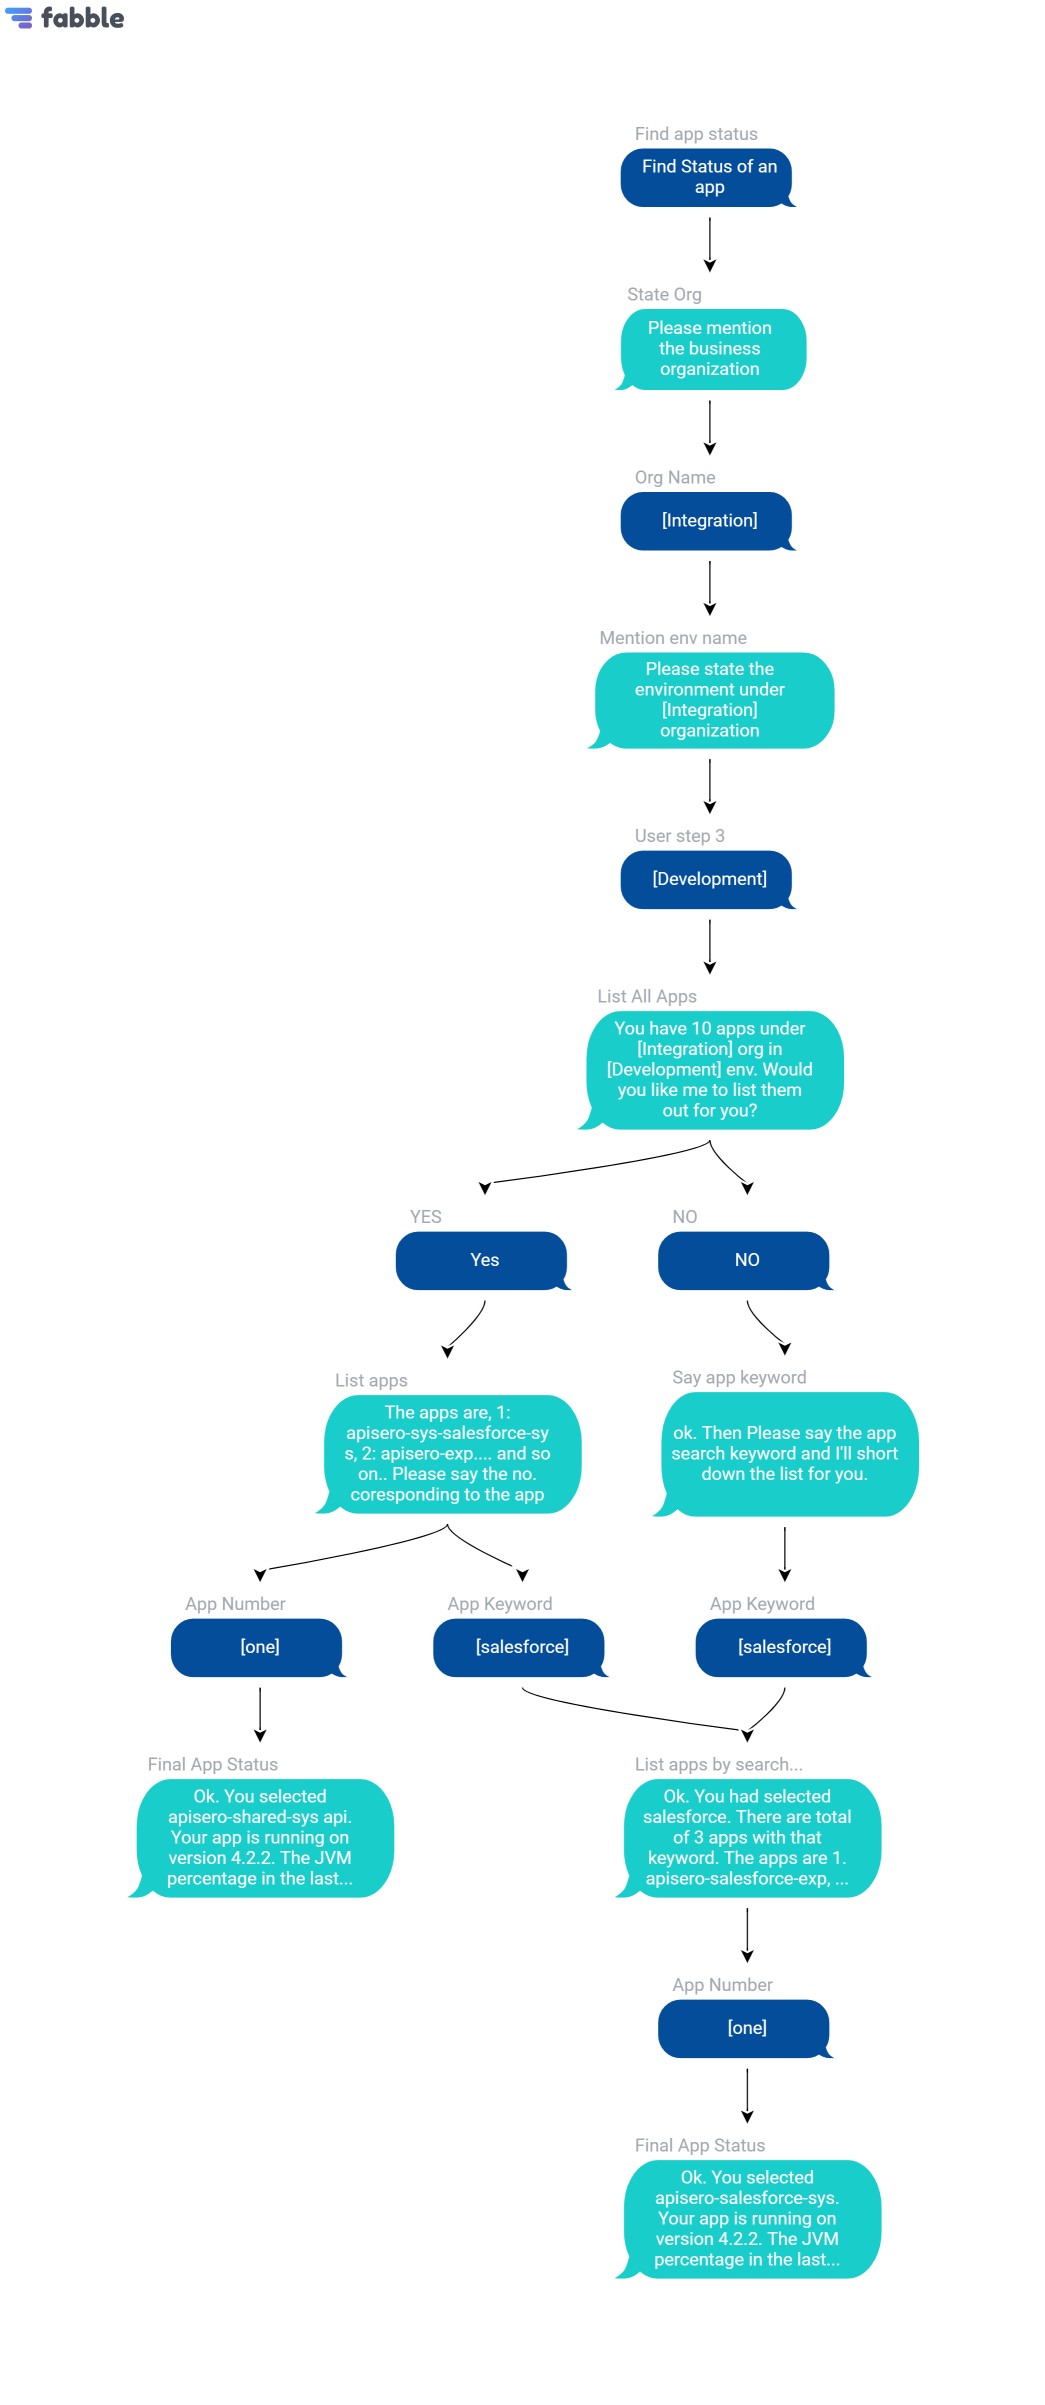 fabble
Find app status
Find Status of an
app
State Org
Please mention
the business
organization
Org Name
[Integration]
Mention env name
Please state the
environment under
[Integration]
organization
User step 3
[Development]
List All Apps
You have 10 apps under
[Integration] org in
[Development] env. Would
you like me to list them
out for you?
YES
Yes
NO
NO
List apps
The apps are, 1:
apisero-sys-salesforce-sy
s, 2: apisero-exp.... and so
on.. Please say the no.
coresponding to the app
Say app keyword
ok. Then Please say the app
search keyword and I'll short
down the list for you.
App Number
[one]
App Keyword
[salesforce]
App Keyword
[salesforce]
Final App Status
Ok. You selected
apisero-shared-sys api.
Your app is running on
version 4.2.2. The JVM
percentage in the last...
List apps by search...
Ok. You had selected
salesforce. There are total
of 3 apps with that
keyword. The apps are 1.
apisero-salesforce-exp, ...
App Number
[one]
Final App Status
Ok. You selected
apisero-salesforce-sys.
Your app is running on
version 4.2.2. The JVM
percentage in the last...